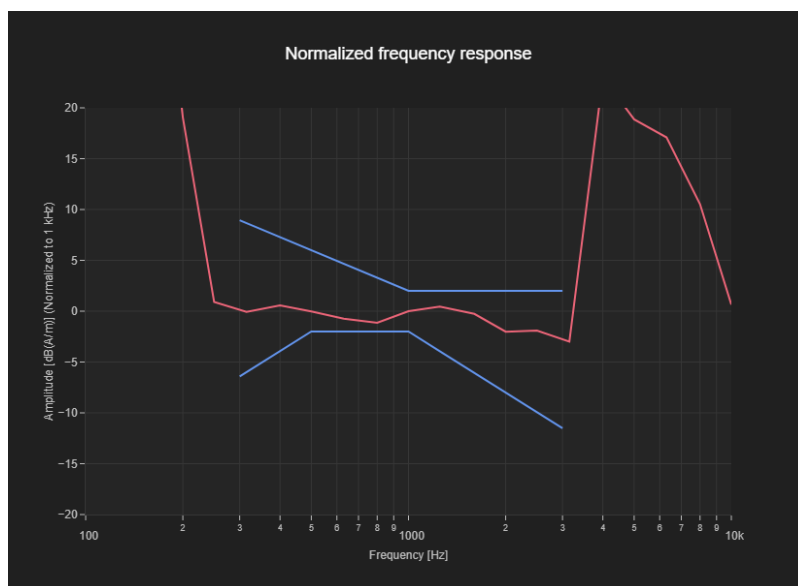 Normalized frequency response
Amplitude [dB(A/m)] (Normalized to 1 kHz)
20
15
10
5
0
−5
−10
−15
−20
100 2 3 4 5 6 7 8 9 1000 2 3 4 5 6 7 8 9 10k
Frequency [Hz]